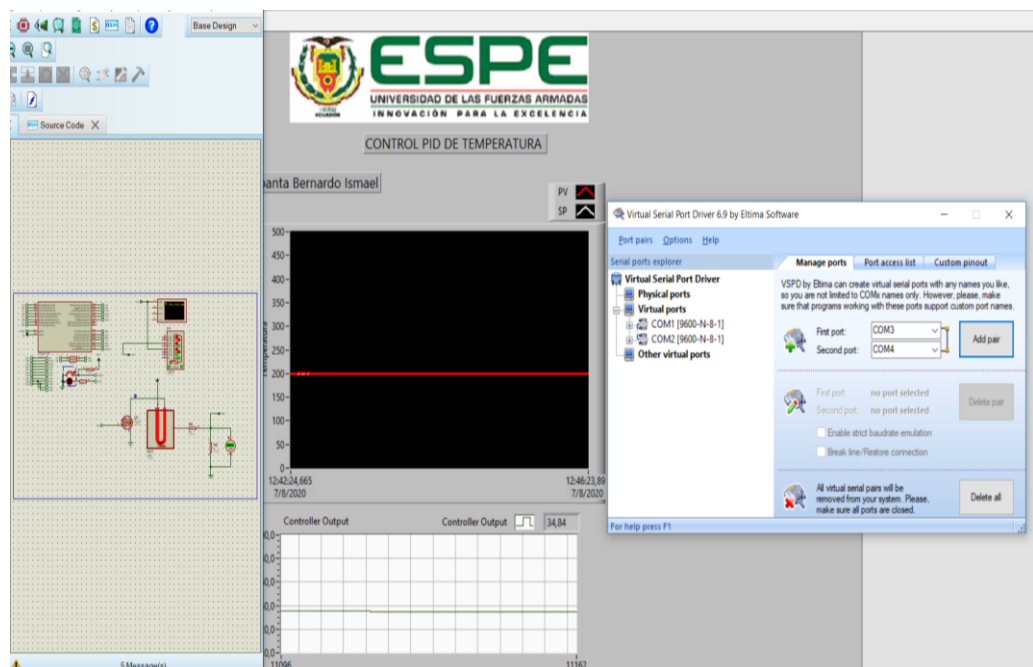 Base Design
Source Code
5 Message(s)
ESPE
UNIVERSIDAD DE LAS FUERZAS ARMADAS
INNOVACIÓN PARA LA EXCELENCIA
ECUADOR
CONTROL PID DE TEMPERATURA
Bernardo Ismael
PV
SP
500
450
400
350
300
250
200
150
100
50
0
12:42:24,665
7/8/2020
12:46:23,89
7/8/2020
Controller Output
Controller Output
34,84
11096
11162
Virtual Serial Port Driver 6.9 by Eltima Software
Port pairs Options Help
Serial ports explorer
Virtual Serial Port Driver
Physical ports
Virtual ports
COM1 [9600-N-8-1]
COM2 [9600-N-8-1]
Other virtual ports
Manage ports Port access list Custom pinout
VSPD by Eltima can create virtual serial ports with any names you like,
so you are not limited to COMx names only. However, please, make
sure that programs working with these ports support custom port names.
First port: COM3
Second port: COM4
Add pair
First port: no port selected
Second port: no port selected
Delete pair
Enable strict baudrate emulation
Break line/Restore connection
All virtual serial pairs will be
removed from your system. Please,
make sure all ports are closed.
Delete all
For help press F1